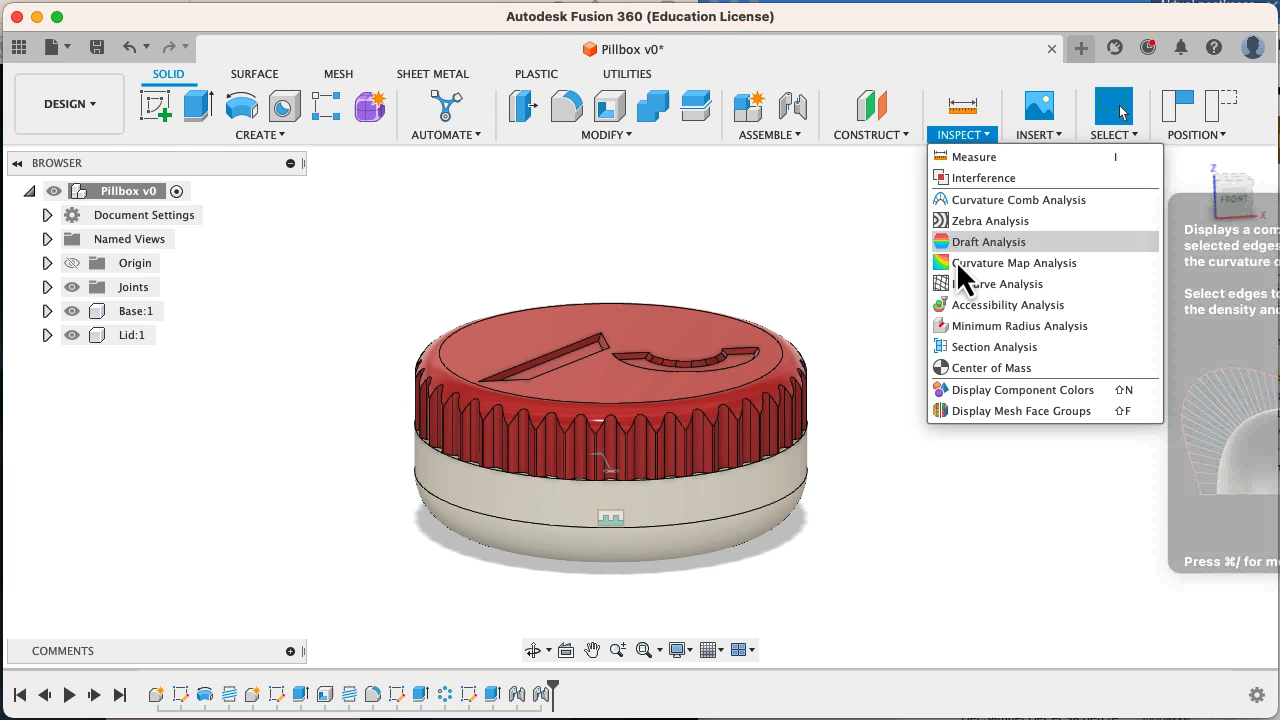 Autodesk Fusion 360 (Education License)
Pillbox v0*
SOLID SURFACE MESH SHEET METAL PLASTIC UTILITIES
DESIGN
CREATE AUTOMATE MODIFY ASSEMBLE CONSTRUCT INSPECT INSERT SELECT POSITION
BROWSER
Pillbox v0
Document Settings
Named Views
Origin
Joints
Base:1
Lid:1
Measure I
Interference
Curvature Comb Analysis
Zebra Analysis
Draft Analysis
Curvature Map Analysis
Analysis
Accessibility Analysis
Minimum Radius Analysis
Section Analysis
Center of Mass
Display Component Colors ⇧N
Display Mesh Face Groups ⇧F
Z
FRONT
X
Displays a
selected edges
the curvature
Select edges
the density
Press ⌘/ for
COMMENTS